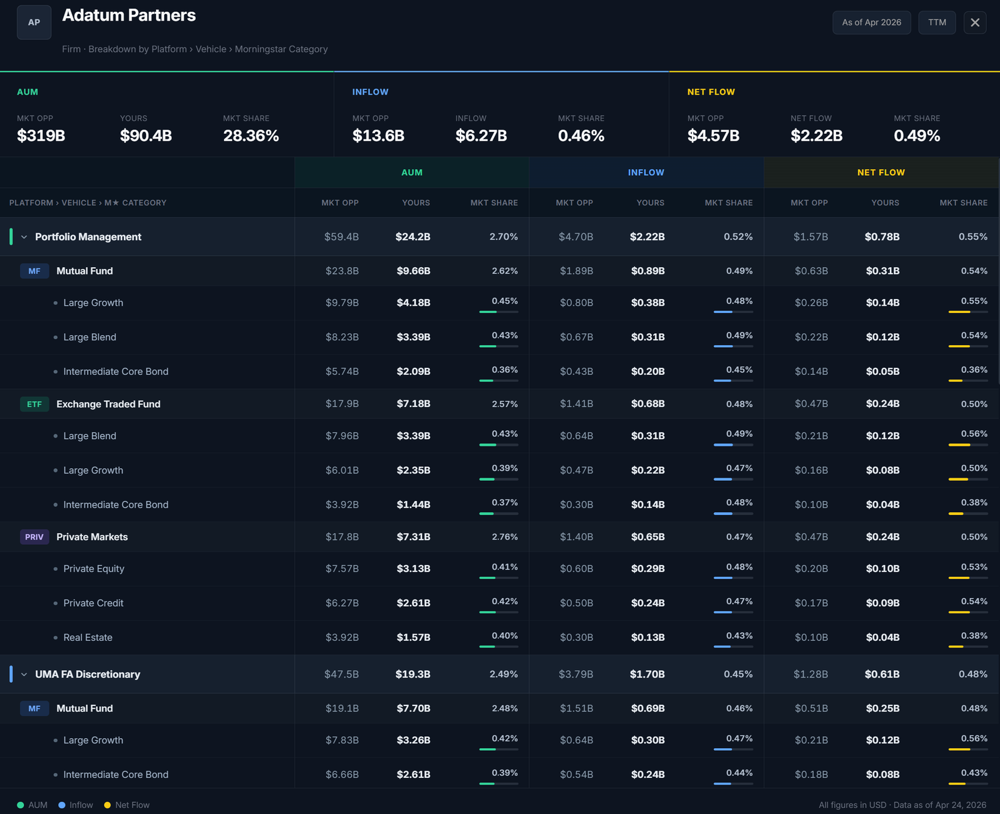 AP
Adatum Partners
Firm · Breakdown by Platform › Vehicle › Morningstar Category
As of Apr 2026 TTM ✕
AUM INFLOW NET FLOW
MKT OPP YOURS MKT SHARE MKT OPP INFLOW MKT SHARE MKT OPP NET FLOW MKT SHARE
$319B $90.4B 28.36% $13.6B $6.27B 0.46% $4.57B $2.22B 0.49%
AUM INFLOW NET FLOW
PLATFORM › VEHICLE › M★ CATEGORY MKT OPP YOURS MKT SHARE MKT OPP YOURS MKT SHARE MKT OPP YOURS MKT SHARE
Portfolio Management $59.4B $24.2B 2.70% $4.70B $2.22B 0.52% $1.57B $0.78B 0.55%
MF Mutual Fund $23.8B $9.66B 2.62% $1.89B $0.89B 0.49% $0.63B $0.31B 0.54%
Large Growth $9.79B $4.18B 0.45% $0.80B $0.38B 0.48% $0.26B $0.14B 0.55%
Large Blend $8.23B $3.39B 0.43% $0.67B $0.31B 0.49% $0.22B $0.12B 0.54%
Intermediate Core Bond $5.74B $2.09B 0.36% $0.43B $0.20B 0.45% $0.14B $0.05B 0.36%
ETF Exchange Traded Fund $17.9B $7.18B 2.57% $1.41B $0.68B 0.48% $0.47B $0.24B 0.50%
Large Blend $7.96B $3.39B 0.43% $0.64B $0.31B 0.49% $0.21B $0.12B 0.56%
Large Growth $6.01B $2.35B 0.39% $0.47B $0.22B 0.47% $0.16B $0.08B 0.50%
Intermediate Core Bond $3.92B $1.44B 0.37% $0.30B $0.14B 0.48% $0.10B $0.04B 0.38%
PRIV Private Markets $17.8B $7.31B 2.76% $1.40B $0.65B 0.47% $0.47B $0.24B 0.50%
Private Equity $7.57B $3.13B 0.41% $0.60B $0.29B 0.48% $0.20B $0.10B 0.53%
Private Credit $6.27B $2.61B 0.42% $0.50B $0.24B 0.47% $0.17B $0.09B 0.54%
Real Estate $3.92B $1.57B 0.40% $0.30B $0.13B 0.43% $0.10B $0.04B 0.38%
UMA FA Discretionary $47.5B $19.3B 2.49% $3.79B $1.70B 0.45% $1.28B $0.61B 0.48%
MF Mutual Fund $19.1B $7.70B 2.48% $1.51B $0.69B 0.46% $0.51B $0.25B 0.48%
Large Growth $7.83B $3.26B 0.42% $0.64B $0.30B 0.47% $0.21B $0.12B 0.56%
Intermediate Core Bond $6.66B $2.61B 0.39% $0.54B $0.24B 0.44% $0.18B $0.08B 0.43%
AUM Inflow Net Flow All figures in USD · Data as of Apr 24, 2026